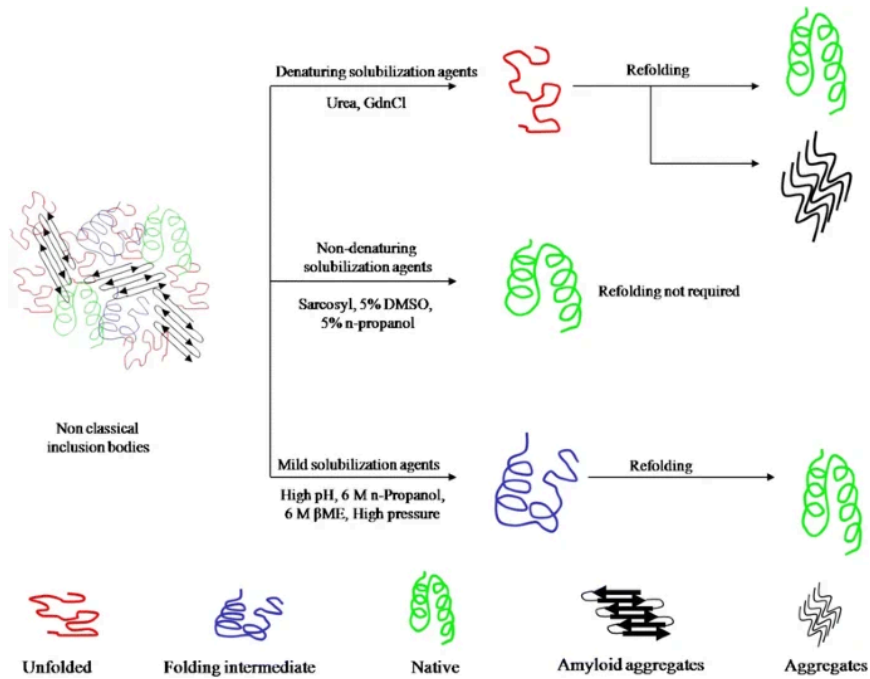 Denaturing solubilization agents
Urea, GdnCl
Refolding
Non-denaturing
solubilization agents
Sarcosyl, 5% DMSO,
5% n-propanol
Refolding not required
Non classical
inclusion bodies
Mild solubilization agents
High pH, 6 M n-Propanol,
6 M βME, High pressure
Refolding
Unfolded
Folding intermediate
Native
Amyloid aggregates
Aggregates